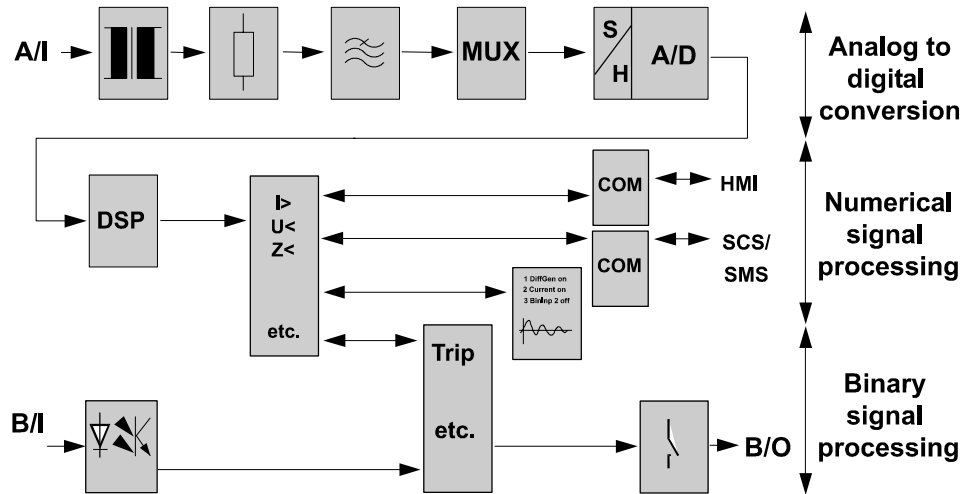 A/I
MUX
S
H
A/D
Analog to
digital
conversion
DSP
I>
U<
Z<
etc.
COM
HMI
COM
SCS/
SMS
1 DiffGen on
2 Current on
3 BinInp 2 off
Numerical
signal
processing
Trip
etc.
B/I
B/O
Binary
signal
processing